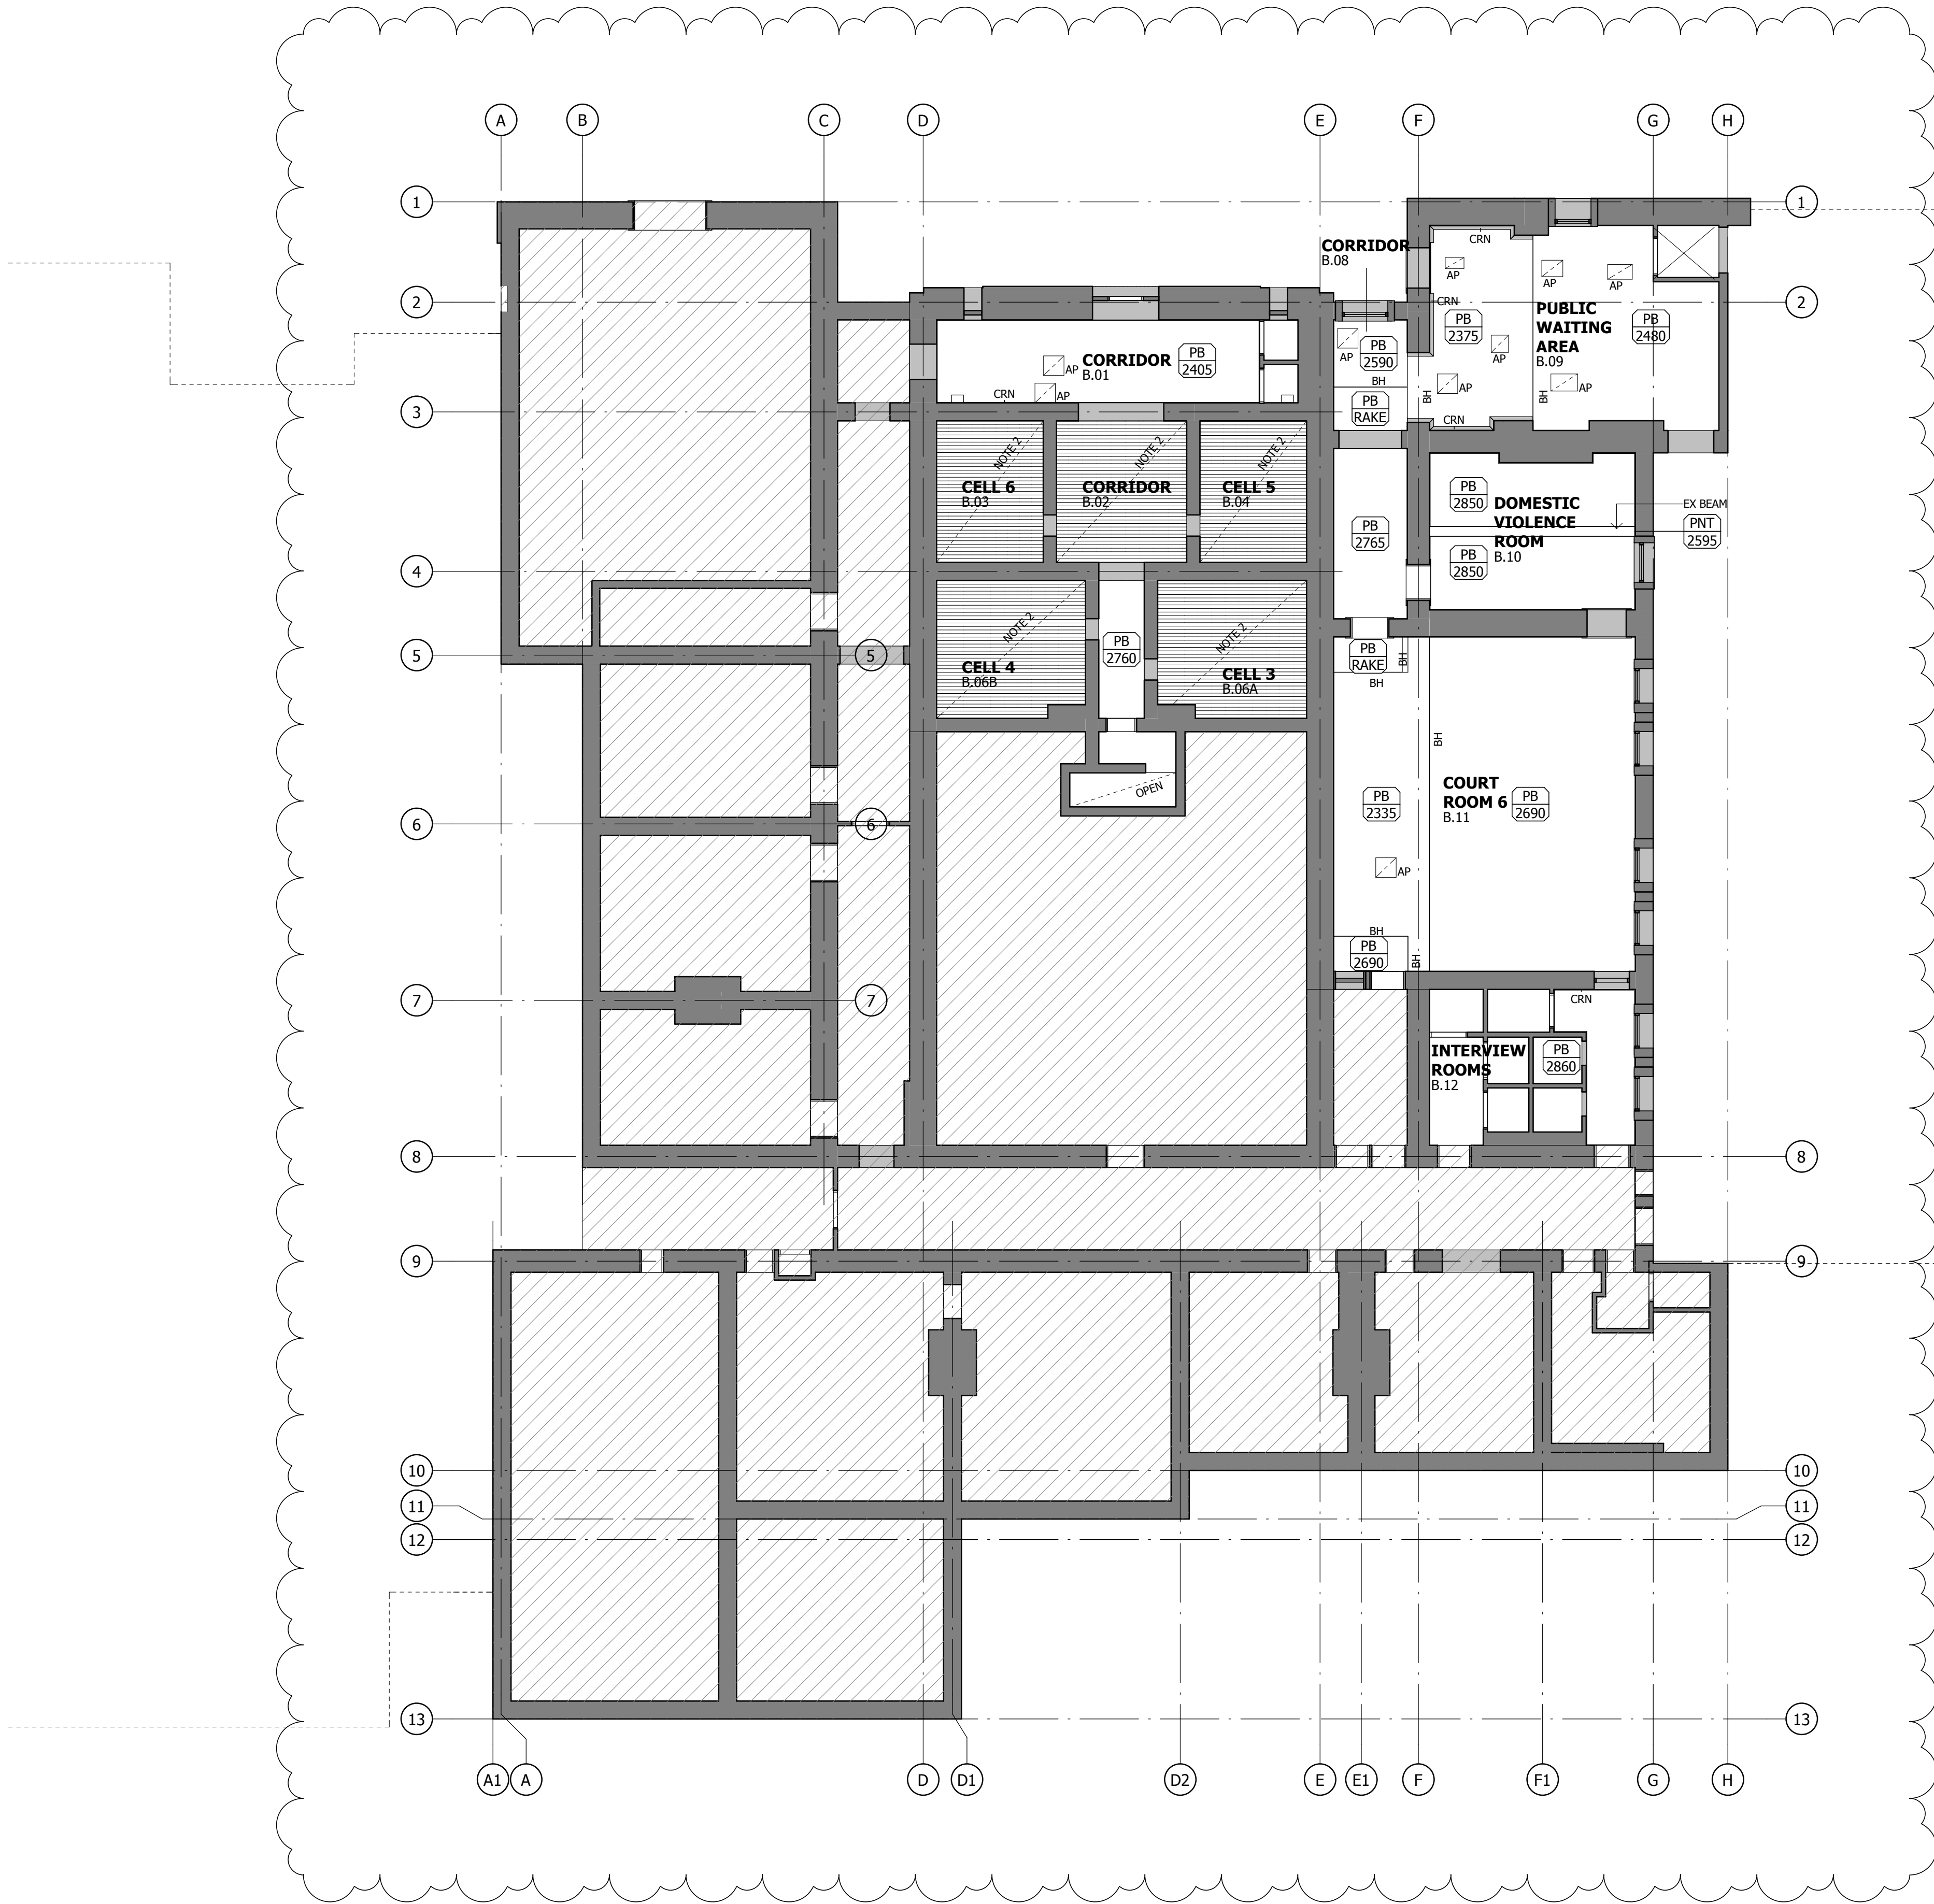 A
B
C
D
E
F
G
H
1
1
CORRIDOR
B.08
CRN
AP
AP
AP
2
CRN
2
PB
2375
PUBLIC
WAITING
AREA
B.09
PB
2480
AP
PB
2590
AP
CORRIDOR
B.01
PB
2405
AP
AP
CRN
BH
AP
AP
BH
BH
PB
RAKE
CRN
3
NOTE 2
NOTE 2
NOTE 2
CELL 6
B.03
CORRIDOR
B.02
CELL 5
B.04
PB
2850
DOMESTIC
VIOLENCE
ROOM
B.10
EX BEAM
PNT
2595
PB
2765
PB
2850
4
NOTE 2
NOTE 2
PB
2760
5
5
PB
RAKE
BH
BH
CELL 4
B.06B
CELL 3
B.06A
BH
OPEN
COURT
ROOM 6
B.11
PB
2690
PB
2335
6
6
AP
BH
PB
2690
BH
7
7
CRN
INTERVIEW
ROOMS
B.12
PB
2860
8
8
9
9
10
10
11
11
12
12
13
13
A1
A
D
D1
D2
E
E1
F
F1
G
H